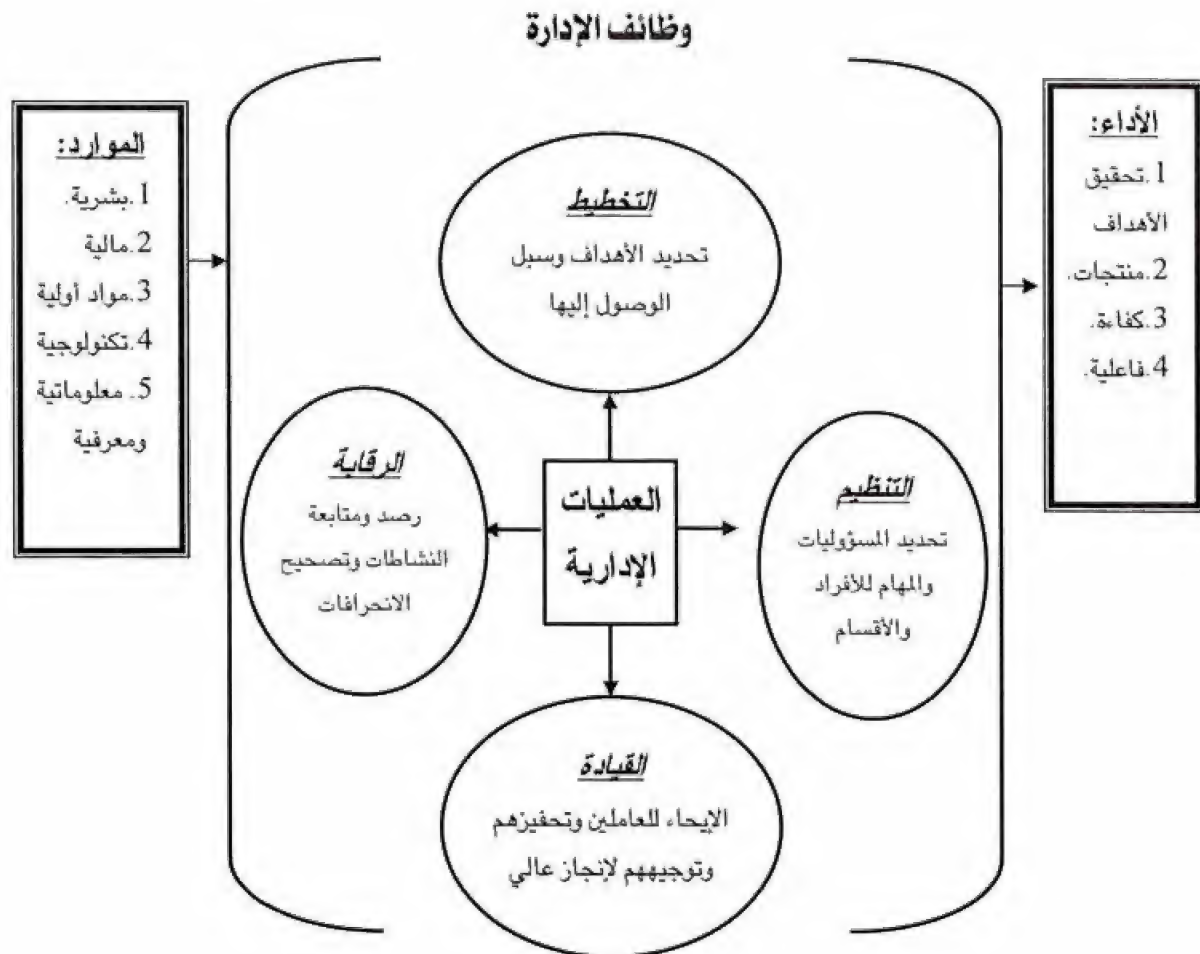 وظائف الإدارة
الأداء:
1.تحقيق
الأهداف
2.منتجات.
3.كفاءة.
4.فاعلية.
الموارد:
1.بشرية.
2.مالية
3.مواد أولية
4.تكنولوجية
5. معلوماتية
ومعرفية
التخطيط
تحديد الأهداف وسبل
الوصول إليها
التنظيم
تحديد المسؤوليات
والمهام للأفراد
والأقسام
العمليات
الإدارية
الرقابة
رصد ومتابعة
النشاطات وتصحيح
الانحرافات
القيادة
الإيحاء للعاملين وتحفيزهم
وتوجيههم لإنجاز عالي